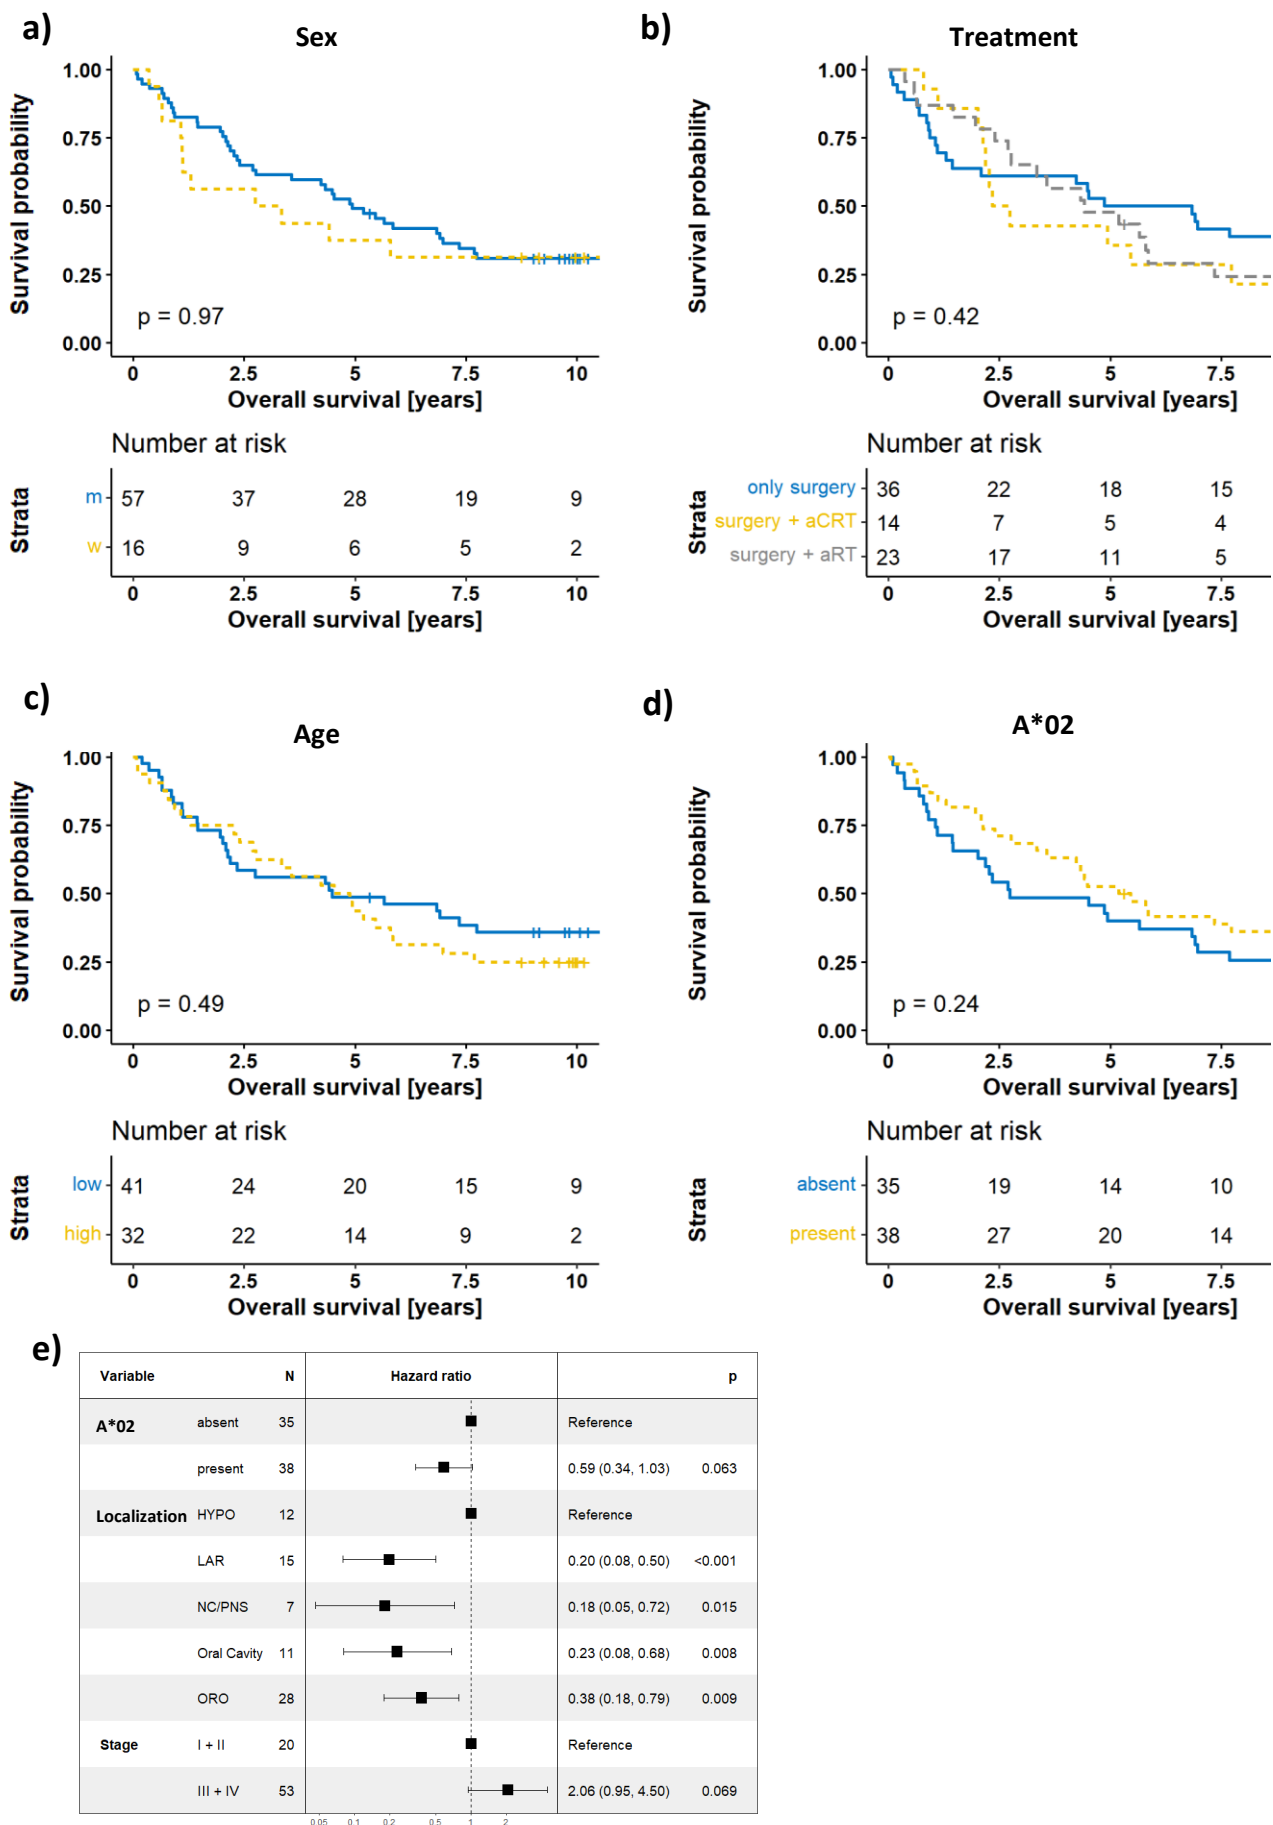 a)
Sex
1.00
0.75
0.50
0.25
0.00
Survival probability
p = 0.97
0 2.5 5 7.5 10
Overall survival [years]
Number at risk
Strata
m 57 37 28 19 9
w 16 9 6 5 2
0 2.5 5 7.5 10
Overall survival [years]
b)
Treatment
1.00
0.75
0.50
0.25
0.00
Survival probability
p = 0.42
0 2.5 5 7.5
Overall survival [years]
Number at risk
Strata
only surgery 36 22 18 15
surgery + aCRT 14 7 5 4
surgery + aRT 23 17 11 5
0 2.5 5 7.5
Overall survival [years]
c)
Age
1.00
0.75
0.50
0.25
0.00
Survival probability
p = 0.49
0 2.5 5 7.5 10
Overall survival [years]
Number at risk
Strata
low 41 24 20 15 9
high 32 22 14 9 2
0 2.5 5 7.5 10
Overall survival [years]
d)
A*02
1.00
0.75
0.50
0.25
0.00
Survival probability
p = 0.24
0 2.5 5 7.5
Overall survival [years]
Number at risk
Strata
absent 35 19 14 10
present 38 27 20 14
0 2.5 5 7.5
Overall survival [years]
e)
Variable N Hazard ratio p
A*02 absent 35 Reference
present 38 0.59 (0.34, 1.03) 0.063
Localization HYPO 12 Reference
LAR 15 0.20 (0.08, 0.50) <0.001
NC/PNS 7 0.18 (0.05, 0.72) 0.015
Oral Cavity 11 0.23 (0.08, 0.68) 0.008
ORO 28 0.38 (0.18, 0.79) 0.009
Stage I + II 20 Reference
III + IV 53 2.06 (0.95, 4.50) 0.069
0.05 0.1 0.2 0.5 1 2